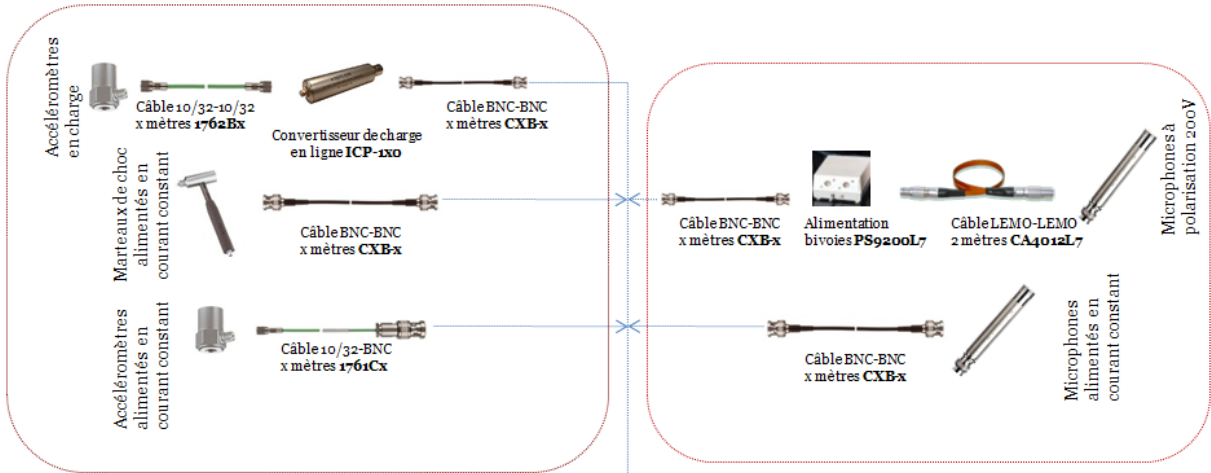 Accéléromètres
en charge
Câble 10/32-10/32
x mètres 1762Bx
Convertisseur de charge
en ligne ICP-1x0
Câble BNC-BNC
x mètres CXB-x
Marteaux de choc
alimentés en
courant constant
Câble BNC-BNC
x mètres CXB-x
Accéléromètres
alimentés en
courant constant
Câble 10/32-BNC
x mètres 1761Cx
Câble BNC-BNC
x mètres CXB-x
Alimentation
bivoies PS9200L7
Câble LEMO-LEMO
2 mètres CA4012L7
Microphones à
polarisation 200V
Câble BNC-BNC
x mètres CXB-x
Microphones
alimentés en
courant constant